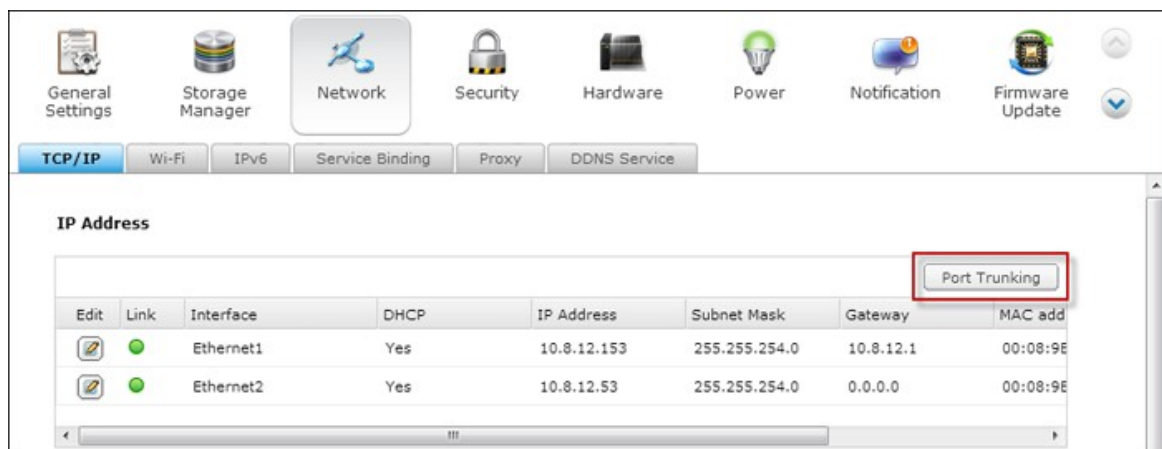 General Settings
Storage Manager
Network
Security
Hardware
Power
Notification
Firmware Update
TCP/IP Wi-Fi IPv6 Service Binding Proxy DDNS Service
IP Address
Port Trunking
Edit Link Interface DHCP IP Address Subnet Mask Gateway MAC add
Ethernet1 Yes 10.8.12.153 255.255.254.0 10.8.12.1 00:08:9E
Ethernet2 Yes 10.8.12.53 255.255.254.0 0.0.0.0 00:08:9E